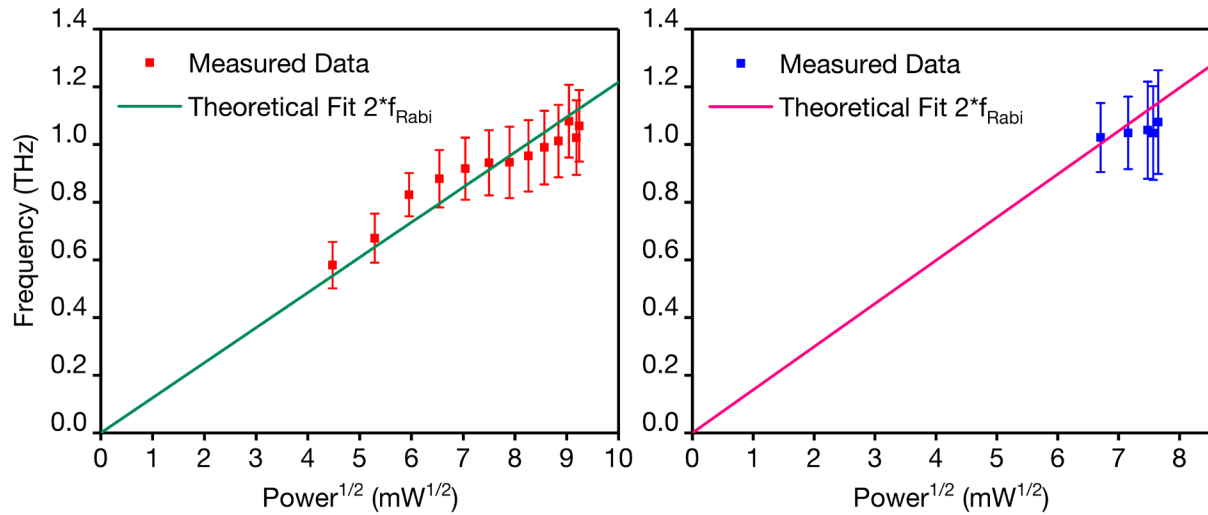 1.4
1.2
1.0
0.8
0.6
0.4
0.2
0.0
Frequency (THz)
Measured Data
Theoretical Fit 2*fRabi
0 1 2 3 4 5 6 7 8 9 10
Power1/2 (mW1/2)
1.4
1.2
1.0
0.8
0.6
0.4
0.2
0.0
Measured Data
Theoretical Fit 2*fRabi
0 1 2 3 4 5 6 7 8
Power1/2 (mW1/2)